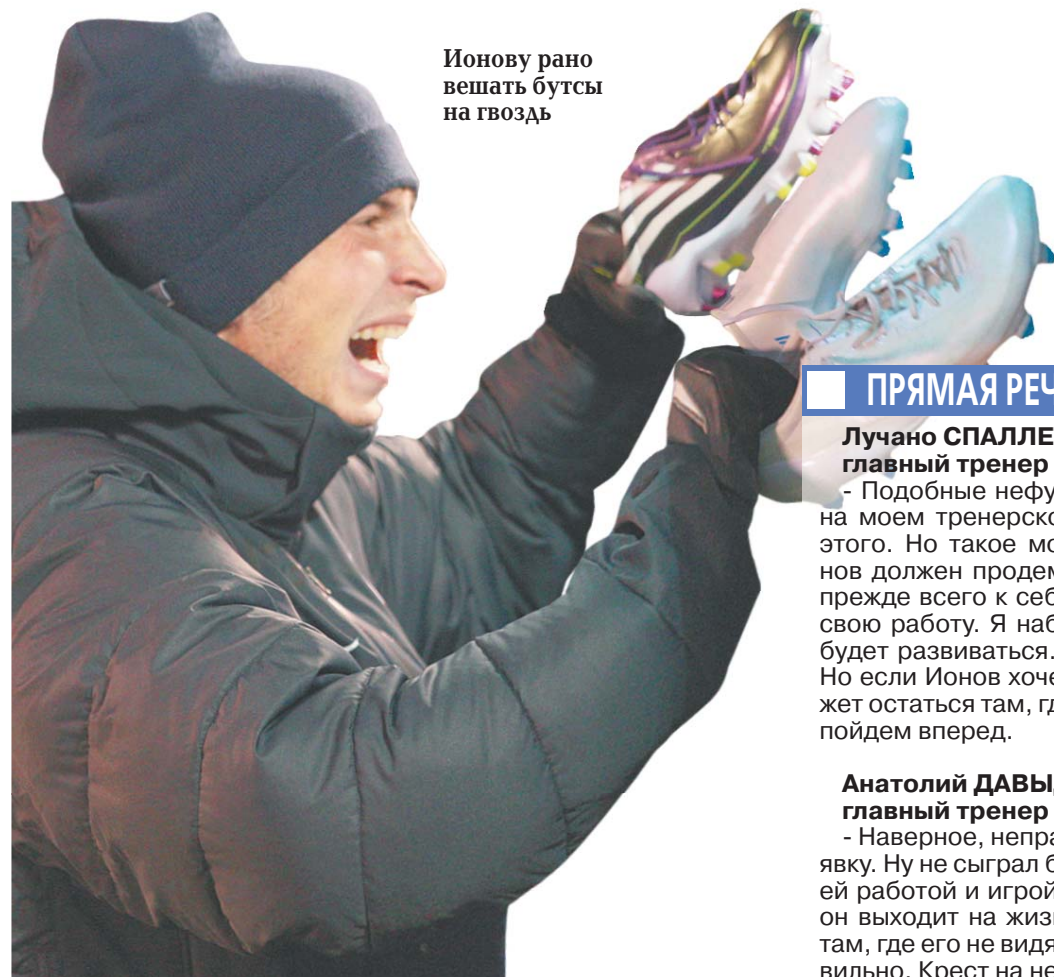 Ионову рано
вешать бутсы
на гвоздь
ПРЯМАЯ РЕЧ
Лучано СПАЛЛЕ
главный тренер
- Подобные нефу
на моем тренерско
этого. Но такое мо
нов должен продем
прежде всего к себ
свою работу. Я наб
будет развиваться.
Но если Ионов хоче
жет остаться там, гд
пойдем вперед.
Анатолий ДАВЫ
главный тренер
- Наверное, непра
явку. Ну не сыграл б
ей работой и игрой
он выходит на жизн
там, где его не видя
вильно. Крест на не